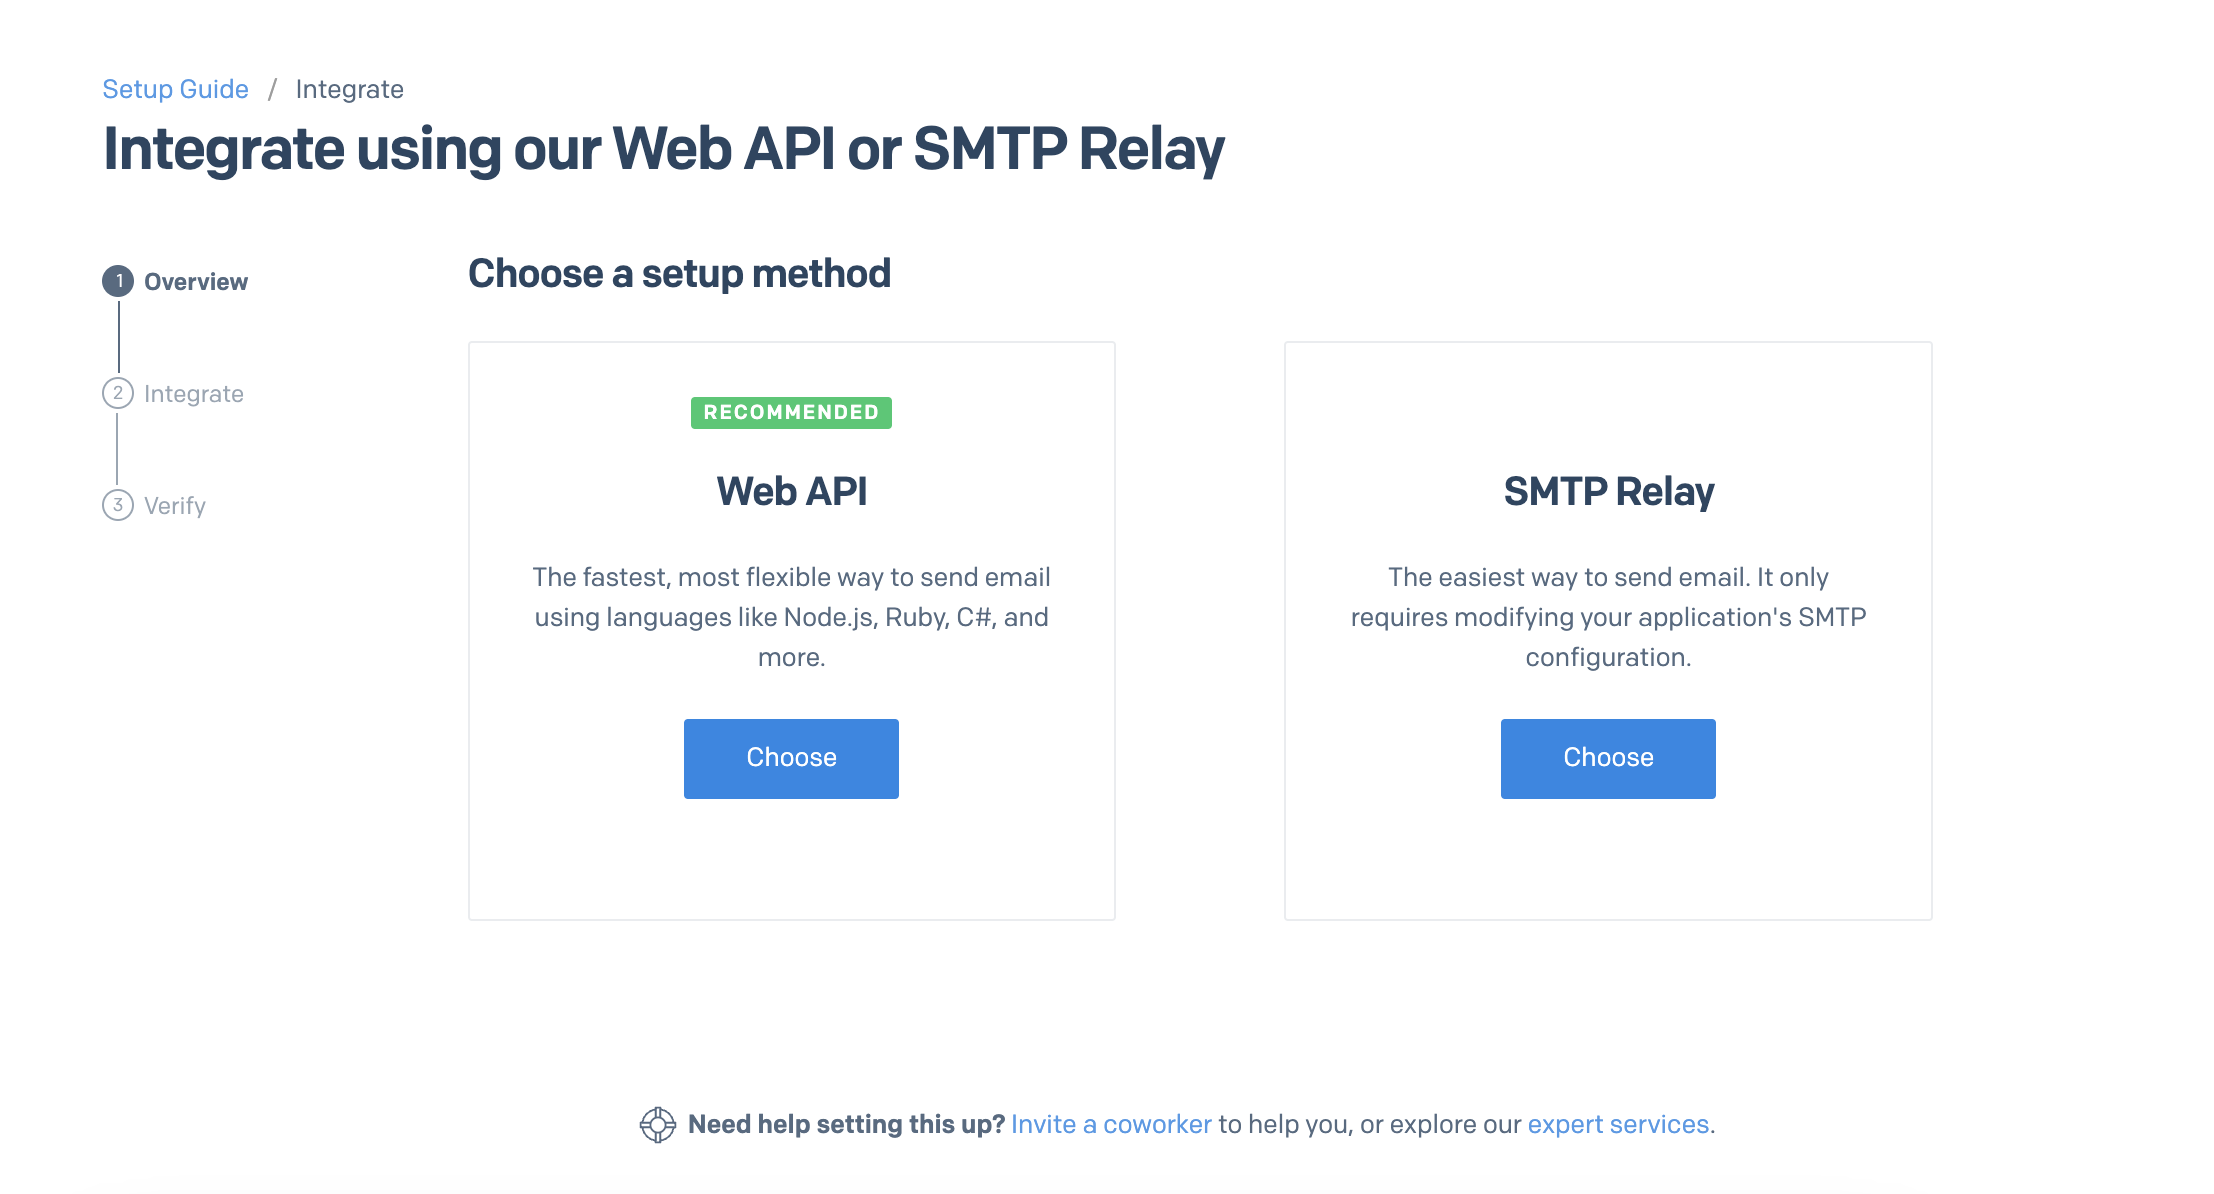 Setup Guide / Integrate
Integrate using our Web API or SMTP Relay
1 Overview
2 Integrate
3 Verify
Choose a setup method
RECOMMENDED
Web API
The fastest, most flexible way to send email
using languages like Node.js, Ruby, C#, and
more.
Choose
SMTP Relay
The easiest way to send email. It only
requires modifying your application's SMTP
configuration.
Choose
Need help setting this up? Invite a coworker to help you, or explore our expert services.